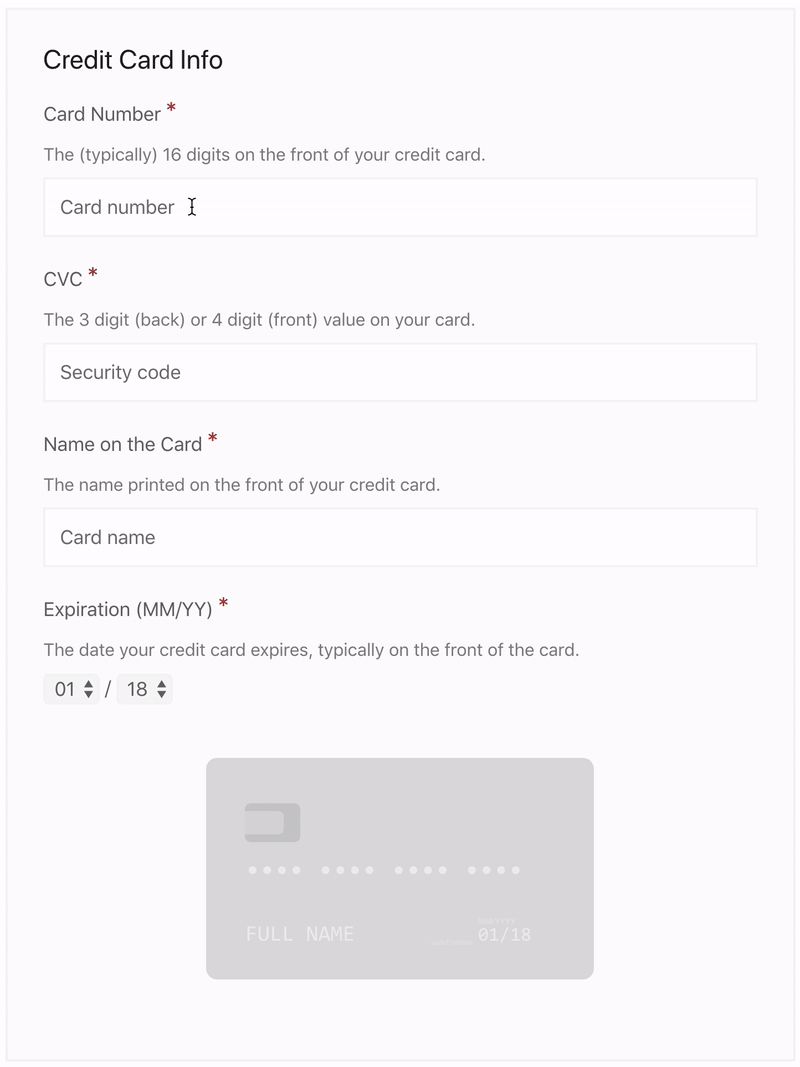 Credit Card Info
Card Number *
The (typically) 16 digits on the front of your credit card.
Card number
CVC *
The 3 digit (back) or 4 digit (front) value on your card.
Security code
Name on the Card *
The name printed on the front of your credit card.
Card name
Expiration (MM/YY) *
The date your credit card expires, typically on the front of the card.
01 / 18
•••• •••• •••• ••••
MM/YYYY
FULL NAME 01/18